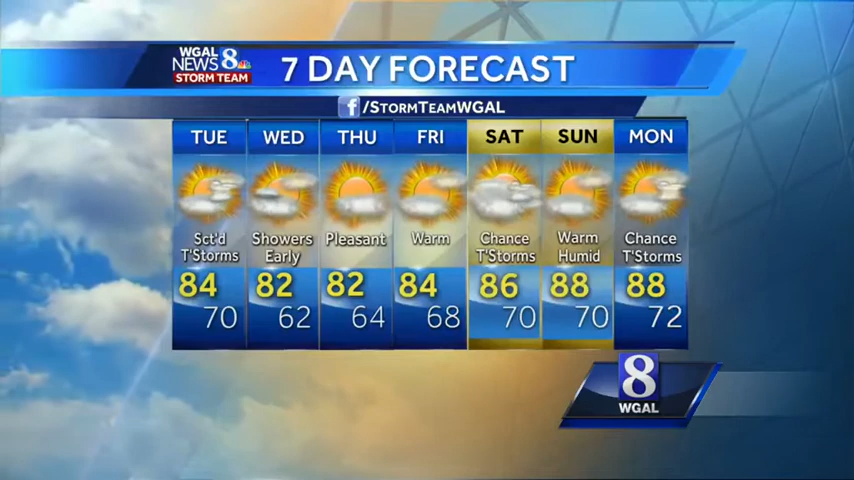 WGAL
NEWS 8
STORM TEAM
7 DAY FORECAST
f /STORMTEAMWGAL
TUE WED THU FRI SAT SUN MON
Sct'd T'Storms
Showers Early
Pleasant
Warm
Chance T'Storms
Warm Humid
Chance T'Storms
84 82 82 84 86 88 88
70 62 64 68 70 70 72
8
WGAL